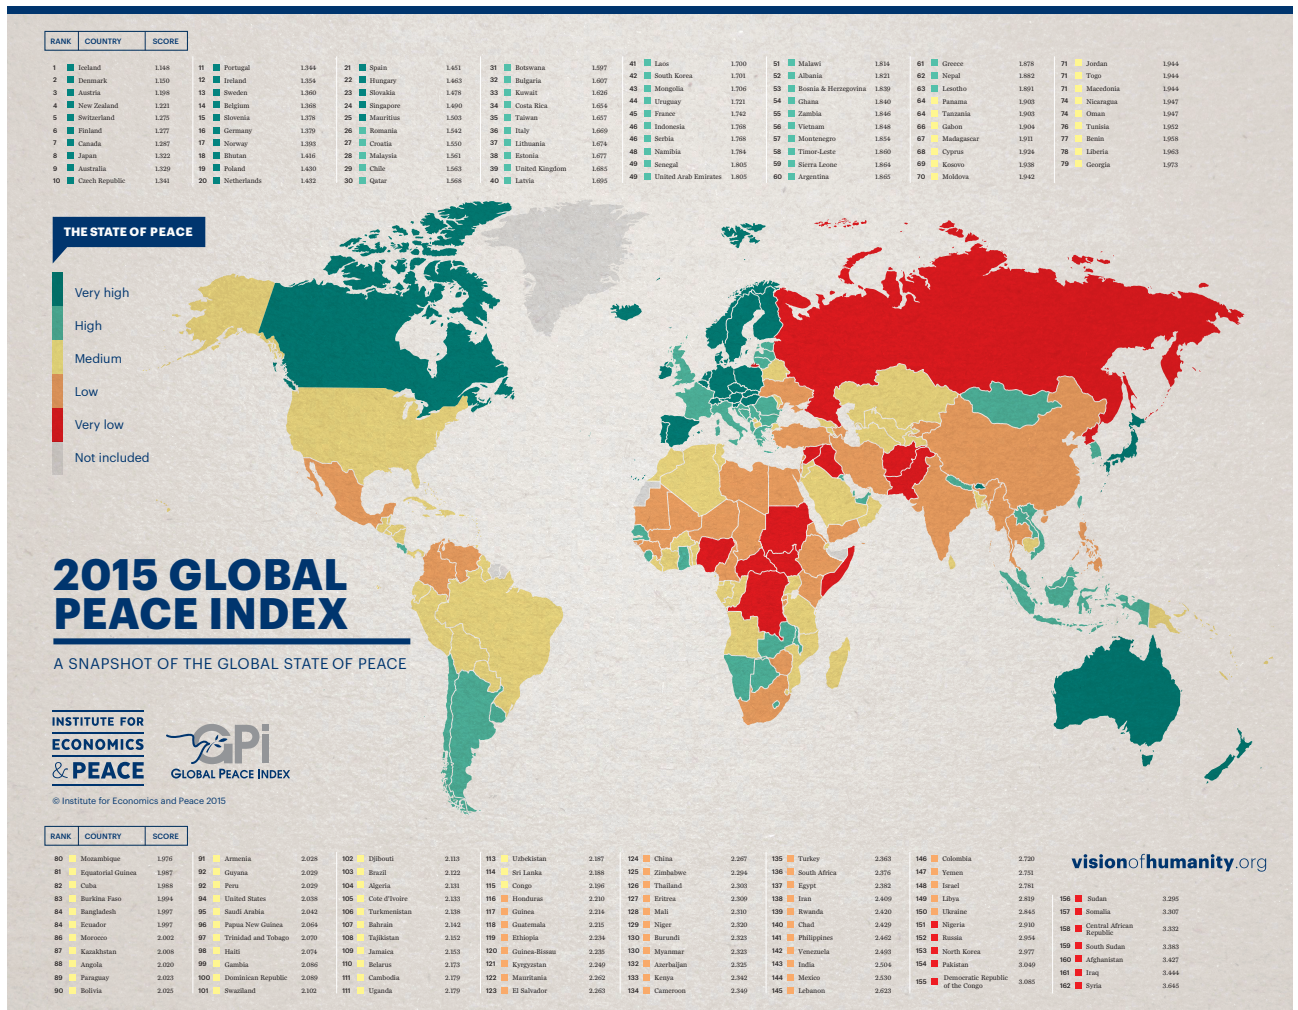 RANK COUNTRY SCORE
1 Iceland 1.148
2 Denmark 1.150
3 Austria 1.198
4 New Zealand 1.221
5 Switzerland 1.275
6 Finland 1.277
7 Canada 1.287
8 Japan 1.322
9 Australia 1.329
10 Czech Republic 1.341
11 Portugal 1.344
12 Ireland 1.354
13 Sweden 1.360
14 Belgium 1.368
15 Slovenia 1.378
16 Germany 1.379
17 Norway 1.393
18 Bhutan 1.416
19 Poland 1.430
20 Netherlands 1.432
21 Spain 1.451
22 Hungary 1.463
23 Slovakia 1.478
24 Singapore 1.490
25 Mauritius 1.503
26 Romania 1.542
27 Croatia 1.550
28 Malaysia 1.561
29 Chile 1.563
30 Qatar 1.568
31 Botswana 1.597
32 Bulgaria 1.607
33 Kuwait 1.626
34 Costa Rica 1.654
35 Taiwan 1.657
36 Italy 1.669
37 Lithuania 1.674
38 Estonia 1.677
39 United Kingdom 1.685
40 Latvia 1.695
41 Laos 1.700
42 South Korea 1.701
43 Mongolia 1.706
44 Uruguay 1.721
45 France 1.742
46 Indonesia 1.768
46 Serbia 1.768
48 Namibia 1.784
49 Senegal 1.805
49 United Arab Emirates 1.805
51 Malawi 1.814
52 Albania 1.821
53 Bosnia & Herzegovina 1.839
54 Ghana 1.840
55 Zambia 1.846
56 Vietnam 1.848
57 Montenegro 1.854
58 Timor-Leste 1.860
59 Sierra Leone 1.864
60 Argentina 1.865
61 Greece 1.878
62 Nepal 1.882
63 Lesotho 1.891
64 Panama 1.903
64 Tanzania 1.903
66 Gabon 1.904
67 Madagascar 1.911
68 Cyprus 1.924
69 Kosovo 1.938
70 Moldova 1.942
71 Jordan 1.944
71 Togo 1.944
71 Macedonia 1.944
74 Nicaragua 1.947
74 Oman 1.947
76 Tunisia 1.952
77 Benin 1.958
78 Liberia 1.963
79 Georgia 1.973
THE STATE OF PEACE
Very high
High
Medium
Low
Very low
Not included
2015 GLOBAL
PEACE INDEX
A SNAPSHOT OF THE GLOBAL STATE OF PEACE
INSTITUTE FOR
ECONOMICS
& PEACE
GPi
GLOBAL PEACE INDEX
© Institute for Economics and Peace 2015
RANK COUNTRY SCORE
80 Mozambique 1.976
81 Equatorial Guinea 1.987
82 Cuba 1.988
83 Burkina Faso 1.994
84 Bangladesh 1.997
84 Ecuador 1.997
86 Morocco 2.002
87 Kazakhstan 2.008
88 Angola 2.020
89 Paraguay 2.023
90 Bolivia 2.025
91 Armenia 2.028
92 Guyana 2.029
92 Peru 2.029
94 United States 2.038
95 Saudi Arabia 2.042
96 Papua New Guinea 2.064
97 Trinidad and Tobago 2.070
98 Haiti 2.074
99 Gambia 2.086
100 Dominican Republic 2.089
101 Swaziland 2.102
102 Djibouti 2.113
103 Brazil 2.122
104 Algeria 2.131
105 Cote d'Ivoire 2.133
106 Turkmenistan 2.138
107 Bahrain 2.142
108 Tajikistan 2.152
109 Jamaica 2.153
110 Belarus 2.173
111 Cambodia 2.179
111 Uganda 2.179
113 Uzbekistan 2.187
114 Sri Lanka 2.188
115 Congo 2.196
116 Honduras 2.210
117 Guinea 2.214
118 Guatemala 2.215
119 Ethiopia 2.234
120 Guinea-Bissau 2.235
121 Kyrgyzstan 2.249
122 Mauritania 2.262
123 El Salvador 2.263
124 China 2.267
125 Zimbabwe 2.294
126 Thailand 2.303
127 Eritrea 2.309
128 Mali 2.310
129 Niger 2.320
130 Burundi 2.323
130 Myanmar 2.323
132 Azerbaijan 2.325
133 Kenya 2.342
134 Cameroon 2.349
135 Turkey 2.363
136 South Africa 2.376
137 Egypt 2.382
138 Iran 2.409
139 Rwanda 2.420
140 Chad 2.429
141 Philippines 2.462
142 Venezuela 2.493
143 India 2.504
144 Mexico 2.530
145 Lebanon 2.623
146 Colombia 2.720
147 Yemen 2.751
148 Israel 2.781
149 Libya 2.819
150 Ukraine 2.845
151 Nigeria 2.910
152 Russia 2.954
153 North Korea 2.977
154 Pakistan 3.049
155 Democratic Republic 3.085
of the Congo
visionofhumanity.org
156 Sudan 3.295
157 Somalia 3.307
158 Central African 3.332
Republic
159 South Sudan 3.383
160 Afghanistan 3.427
161 Iraq 3.444
162 Syria 3.645